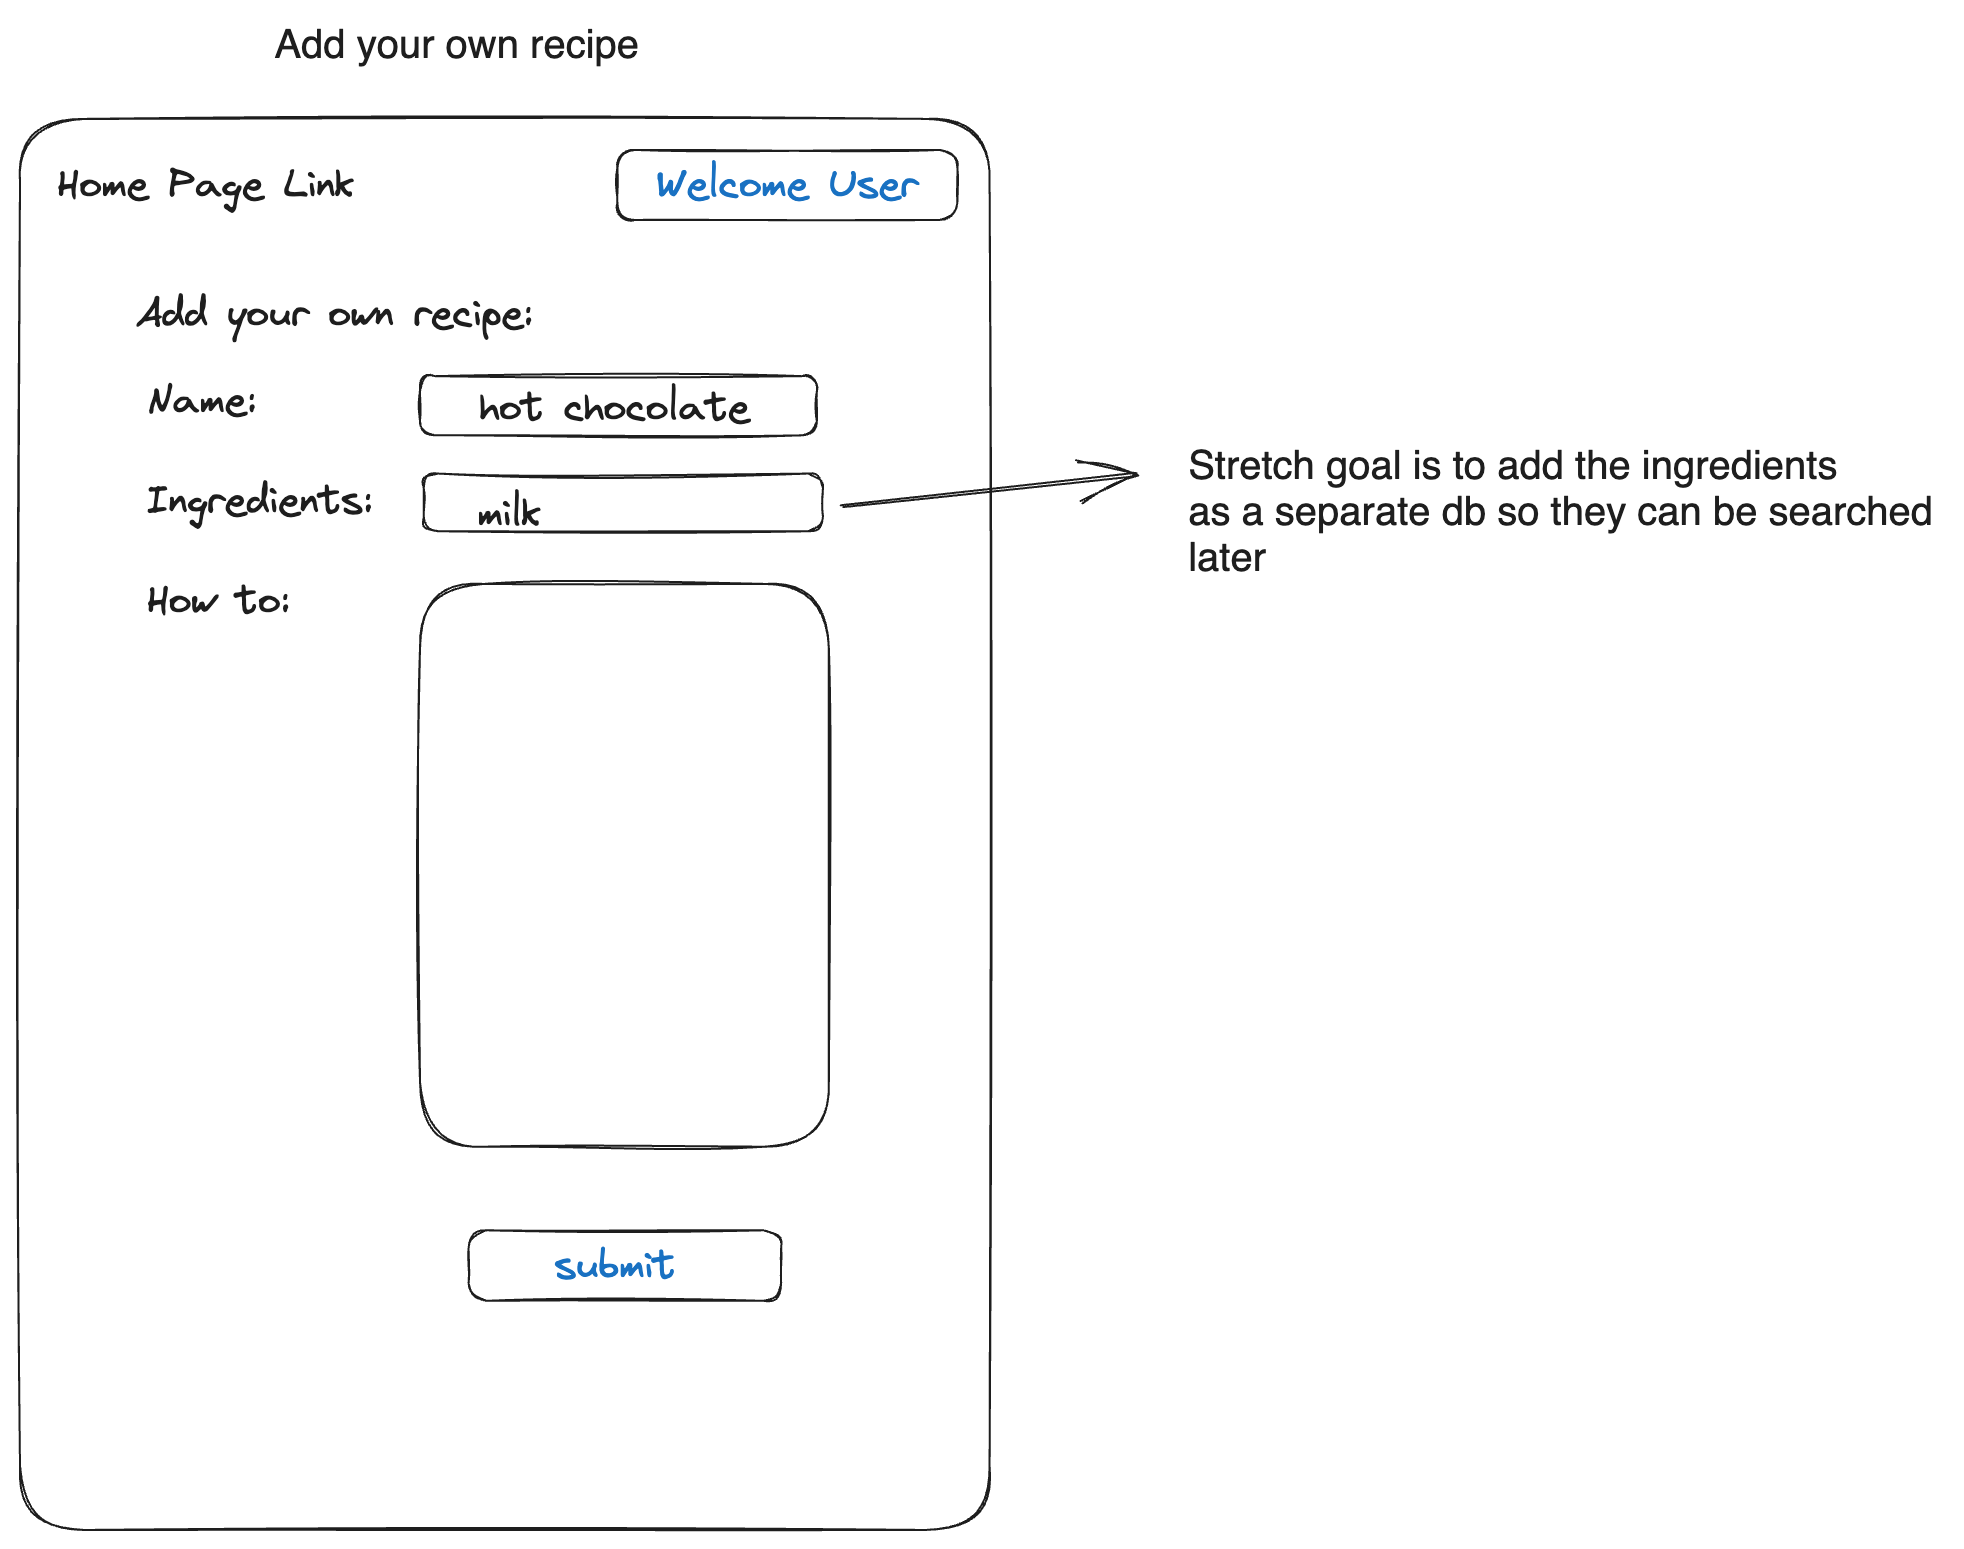 Add your own recipe
Home Page Link
Welcome User
Add your own recipe:
Name:
hot chocolate
Ingredients:
milk
Stretch goal is to add the ingredients
as a separate db so they can be searched
later
How to:
submit